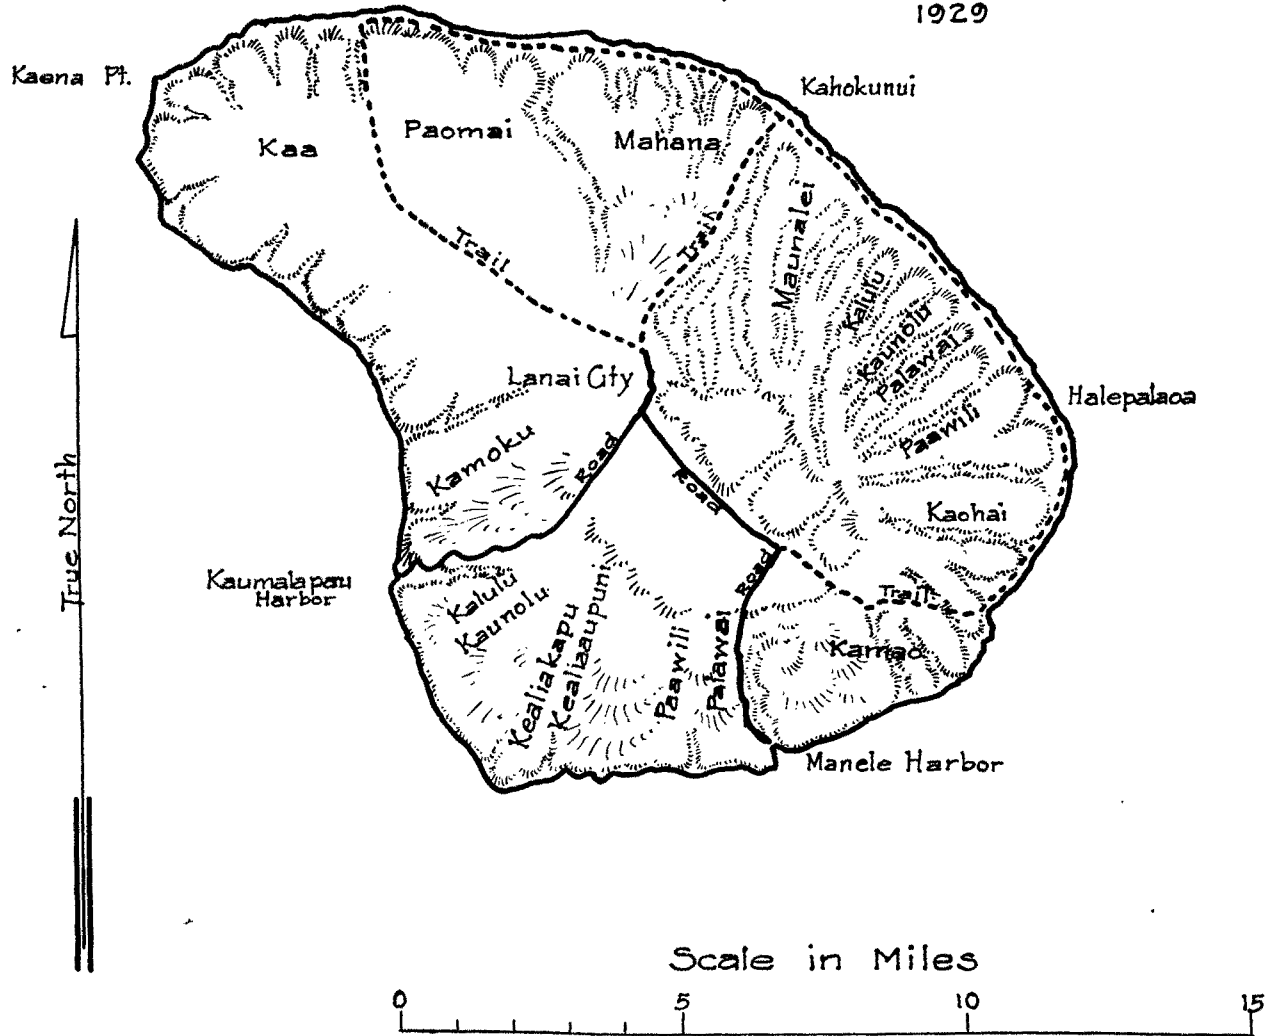 1929
Kaena Pt.
Kahokunui
Kaa
Paomai
Mahana
Maunalei
Trail
Trail
Kalulu
Kaunolu
Palawai
Lanai City
Halepalaoa
Paawili
Kamoku
Road
Road
Kaohai
True North
Kaumalapau
Harbor
Kalulu
Kaunolu
Kealiakapu
Kealiaaupuni
Paawili
Palawai
Road
Trail
Kamao
Manele Harbor
Scale in Miles
0 5 10 15